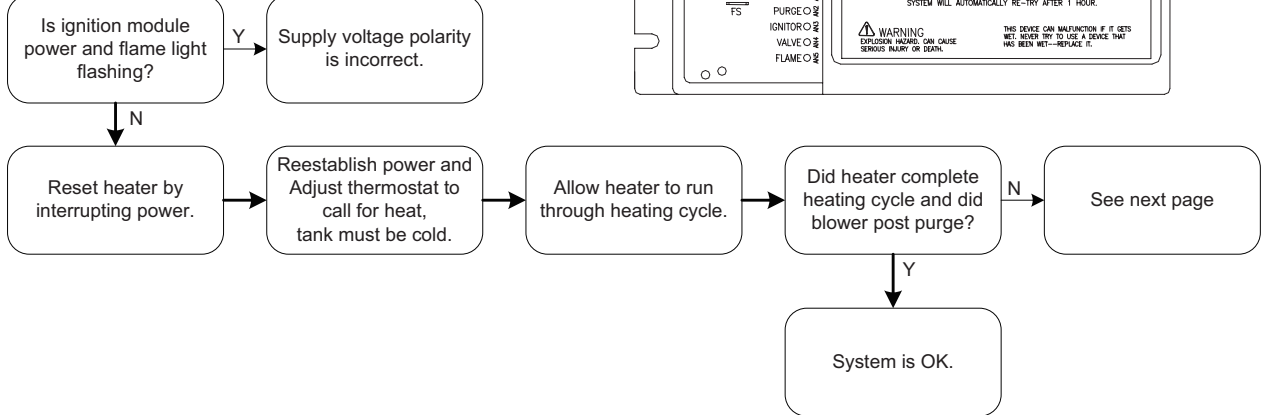 Is ignition module
power and flame light
flashing?
Y
Supply voltage polarity
is incorrect.
N
FS
PURGE
AN2
IGNITOR
AN3
VALVE
AN4
FLAME
AN5
SYSTEM WILL AUTOMATICALLY RE-TRY AFTER 1 HOUR.
WARNING
EXPLOSION HAZARD. CAN CAUSE
SERIOUS INJURY OR DEATH.
THIS DEVICE CAN MALFUNCTION IF IT GETS
WET. NEVER TRY TO USE A DEVICE THAT
HAS BEEN WET--REPLACE IT.
Reset heater by
interrupting power.
Reestablish power and
Adjust thermostat to
call for heat,
tank must be cold.
Allow heater to run
through heating cycle.
Did heater complete
heating cycle and did
blower post purge?
N
See next page
Y
System is OK.